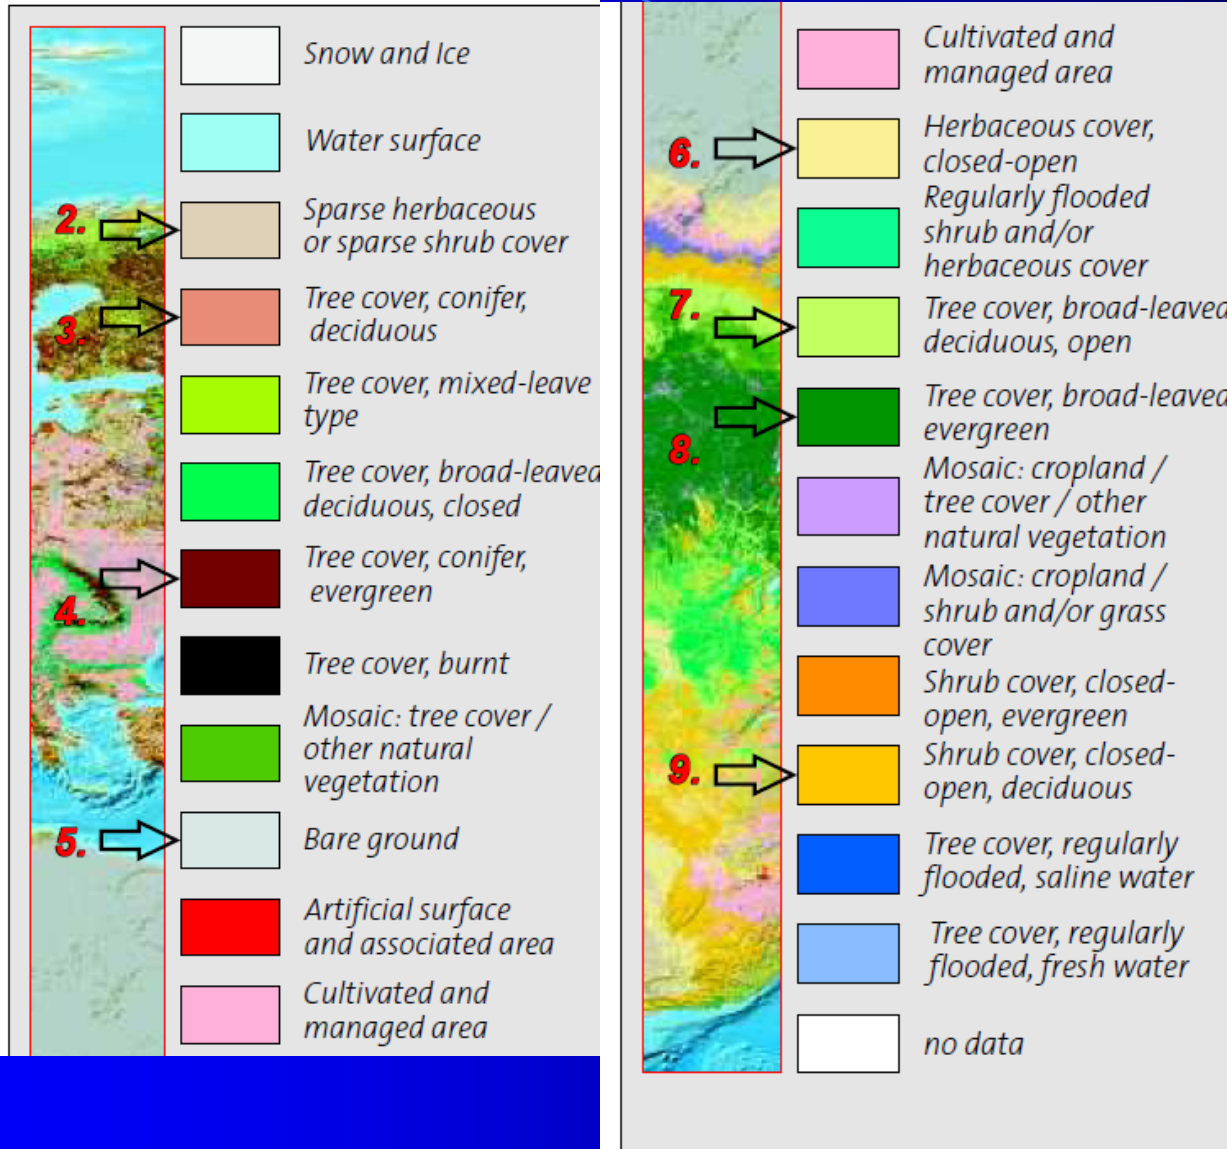 Snow and Ice
Water surface
2.
Sparse herbaceous
or sparse shrub cover
3.
Tree cover, conifer,
deciduous
Tree cover, mixed-leave
type
Tree cover, broad-leaved
deciduous, closed
Tree cover, conifer,
evergreen
4.
Tree cover, burnt
Mosaic: tree cover /
other natural
vegetation
5.
Bare ground
Artificial surface
and associated area
Cultivated and
managed area
Cultivated and
managed area
6.
Herbaceous cover,
closed-open
Regularly flooded
shrub and/or
herbaceous cover
7.
Tree cover, broad-leaved
deciduous, open
Tree cover, broad-leaved
evergreen
8.
Mosaic: cropland /
tree cover / other
natural vegetation
Mosaic: cropland /
shrub and/or grass
cover
Shrub cover, closed-
open, evergreen
9.
Shrub cover, closed-
open, deciduous
Tree cover, regularly
flooded, saline water
Tree cover, regularly
flooded, fresh water
no data